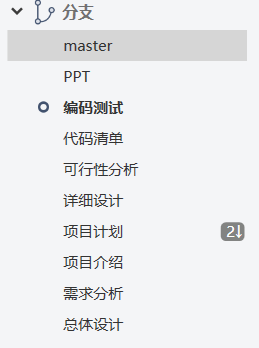 分支
master
PPT
编码测试
代码清单
可行性分析
详细设计
项目计划 2↓
项目介绍
需求分析
总体设计